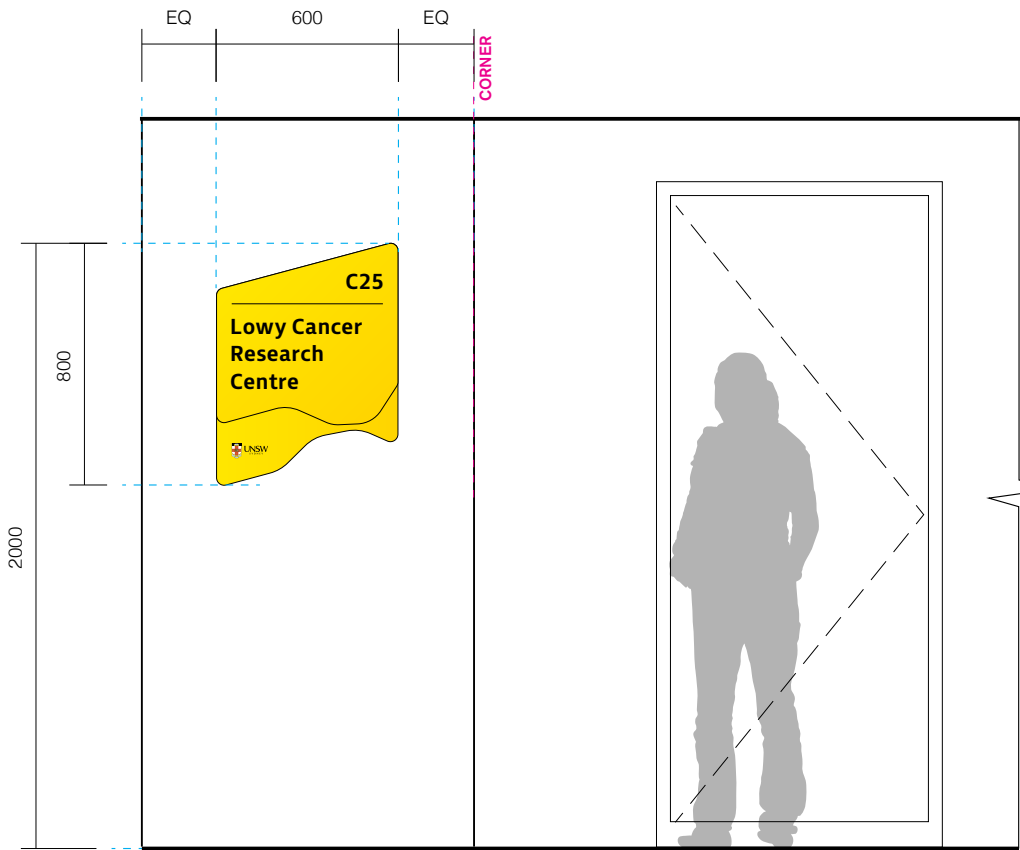 EQ
600
EQ
CORNER
C25
Lowy Cancer
Research
Centre
UNSW
800
2000